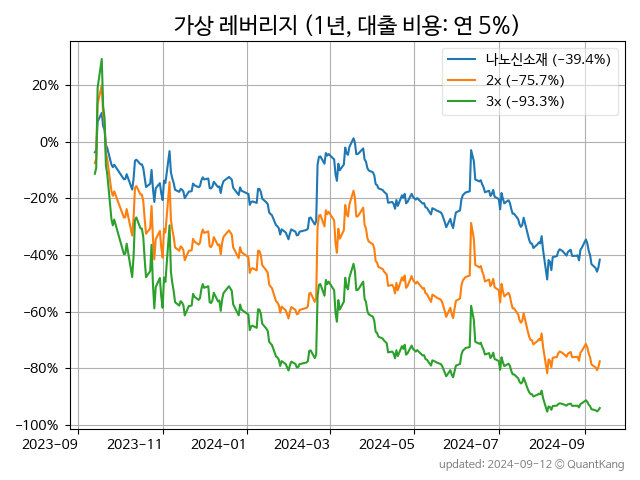 가상 레버리지 (1년, 대출 비용: 연 5%)
나노신소재 (−39.4%)
2x (−75.7%)
3x (−93.3%)
20%
0%
−20%
−40%
−60%
−80%
−100%
2023-09 2023-11 2024-01 2024-03 2024-05 2024-07 2024-09
updated: 2024-09-12 ⓒ QuantKang